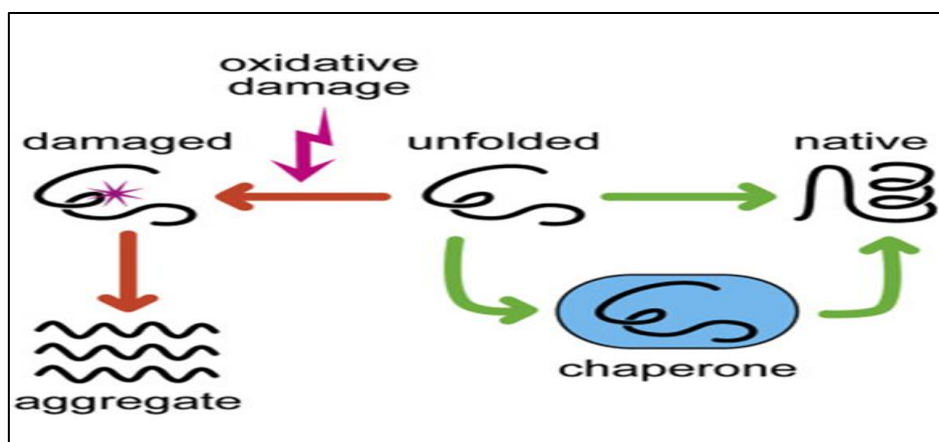 oxidative
damage
damaged
unfolded
native
chaperone
aggregate